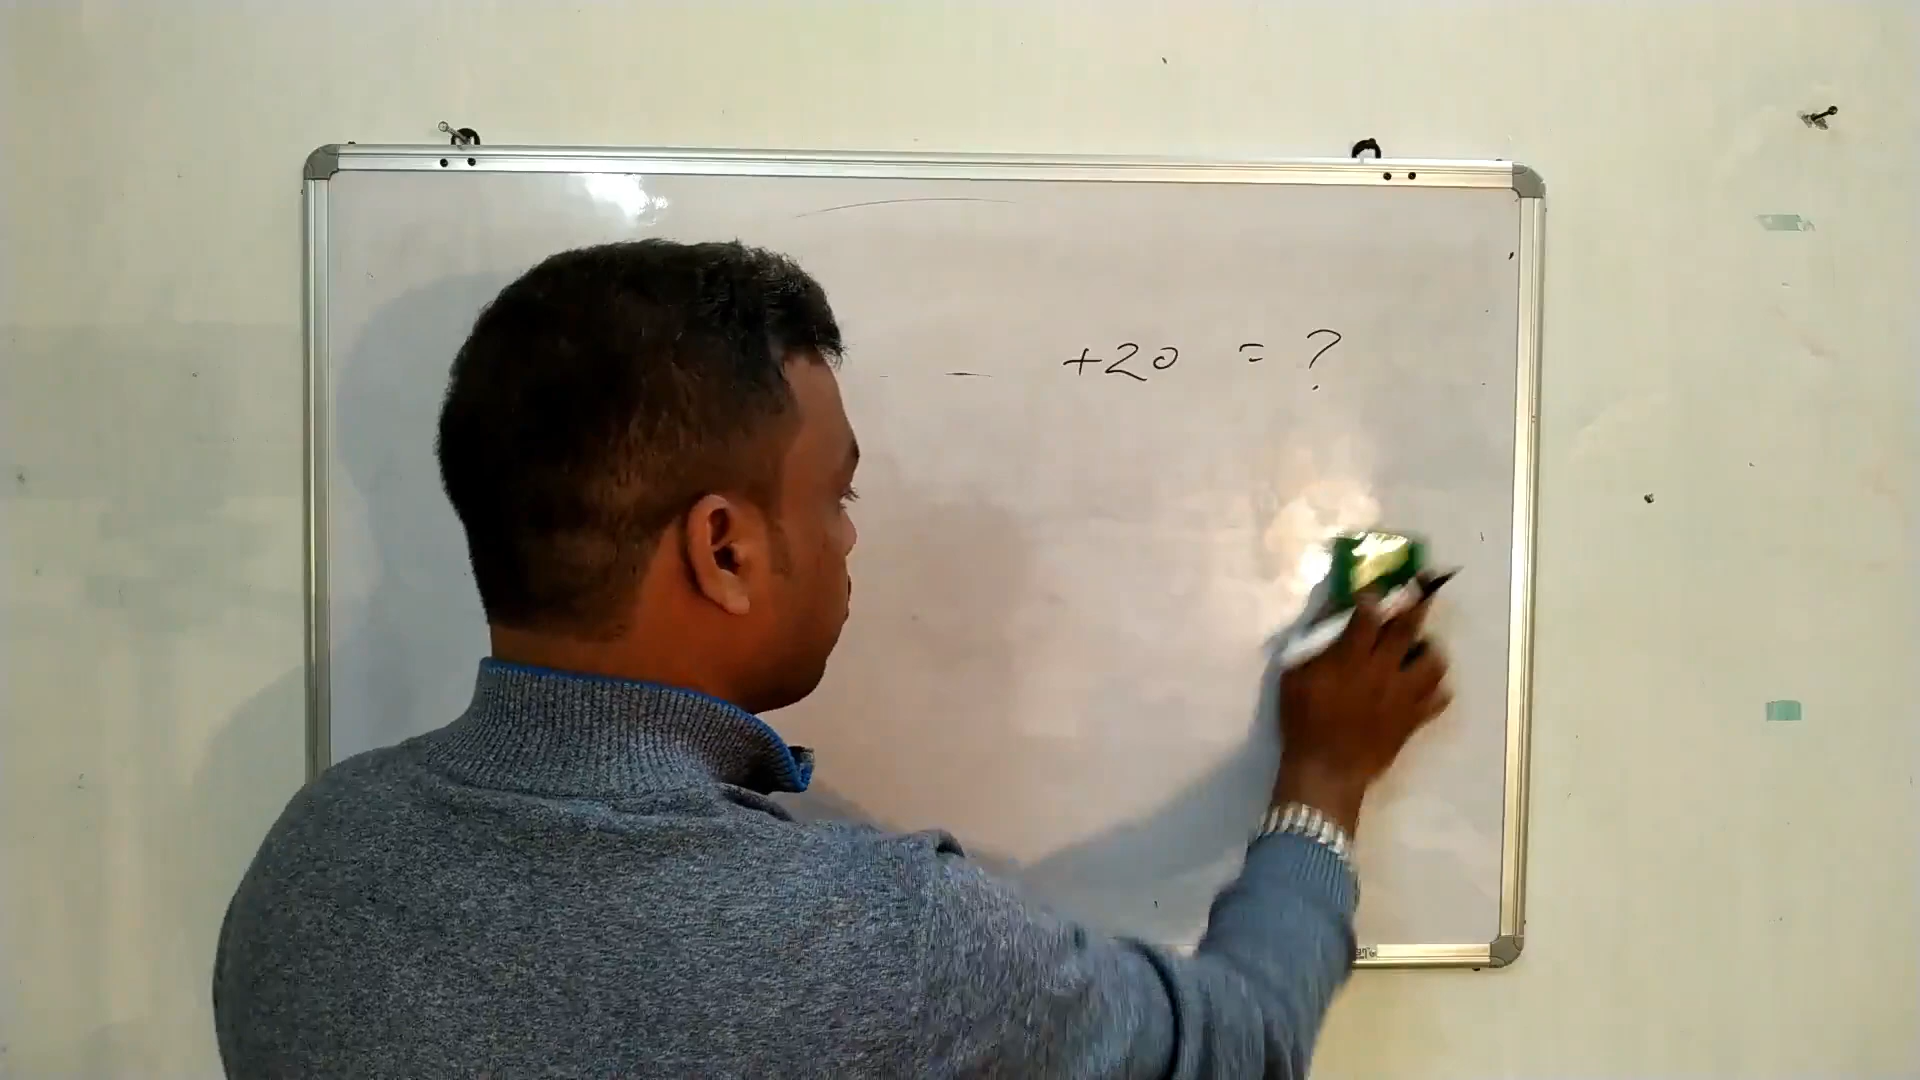 — +20 = ?